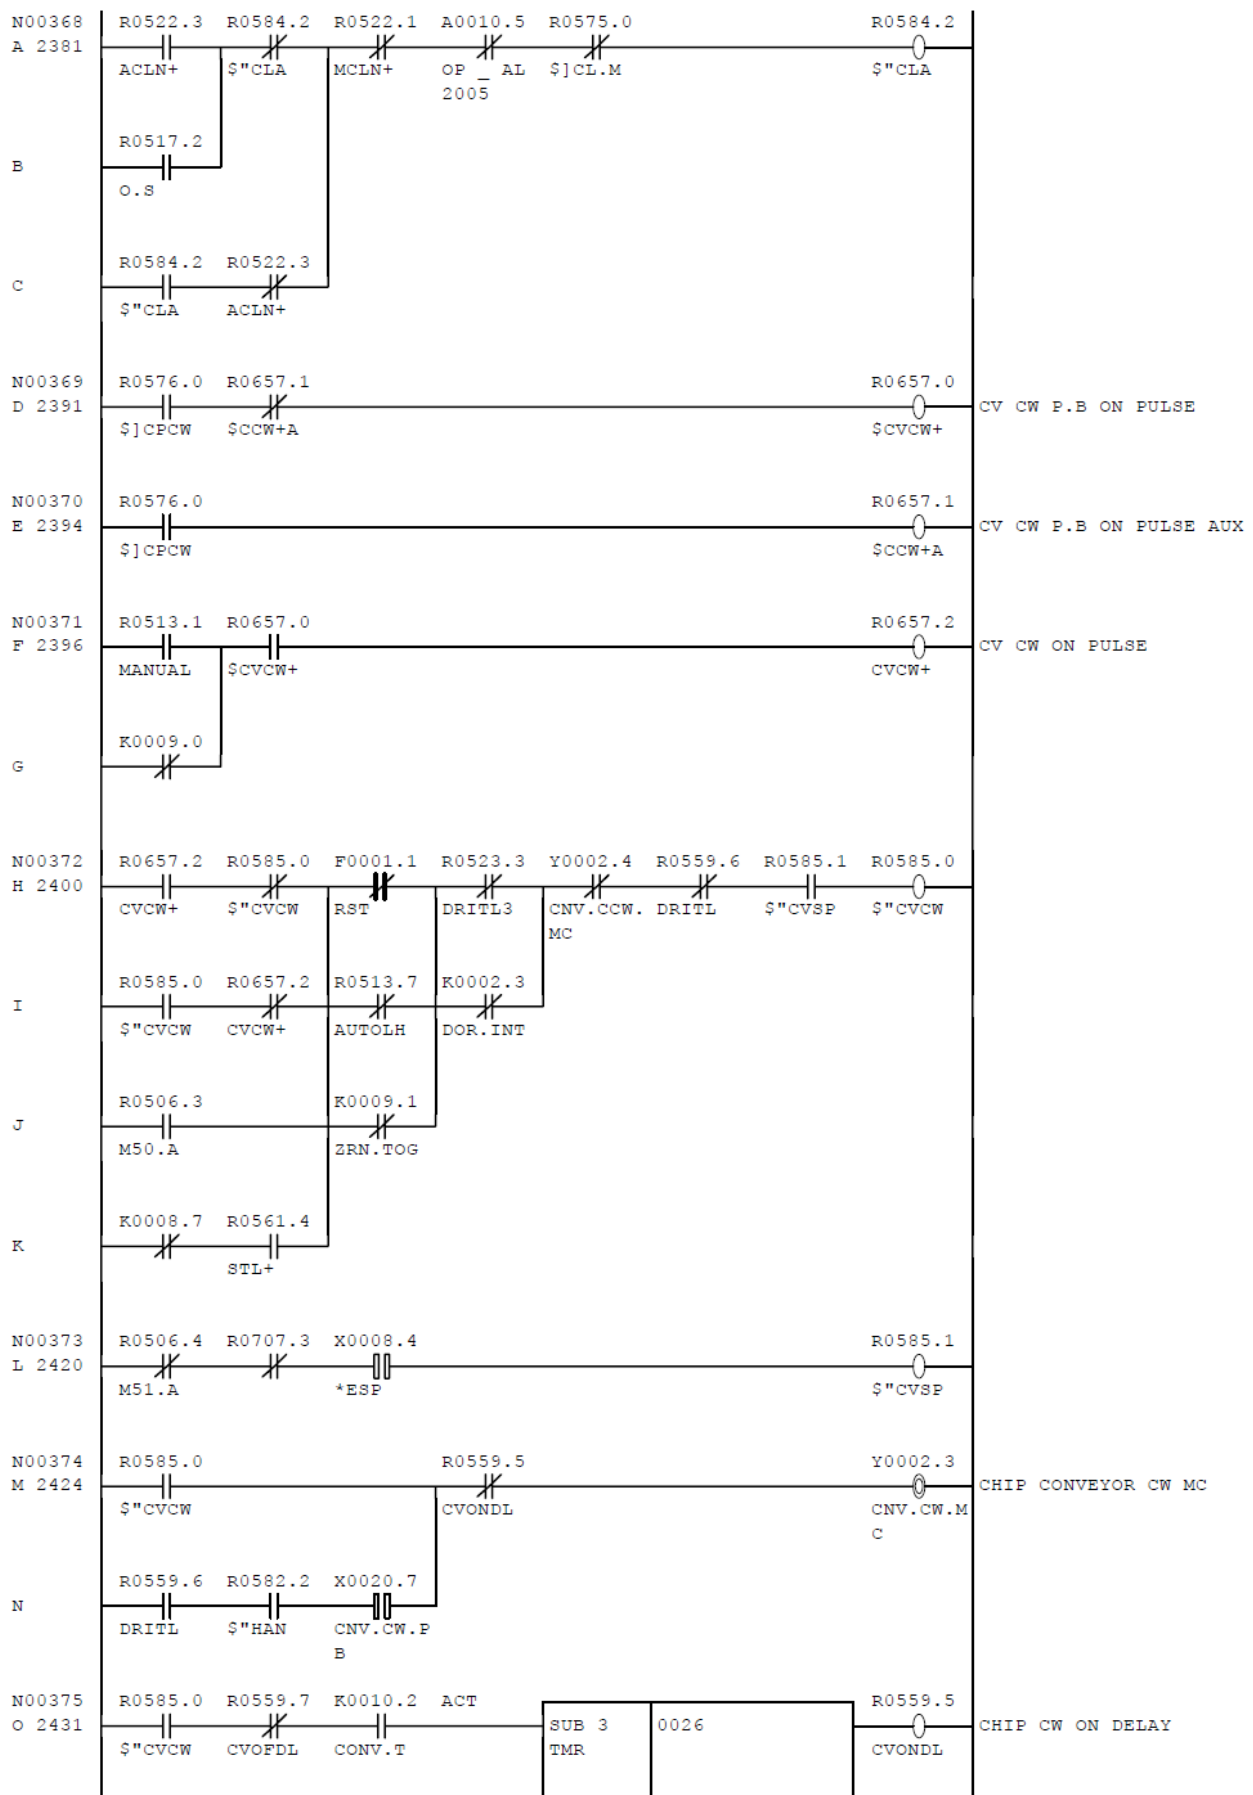 N00368 R0522.3 R0584.2 R0522.1 A0010.5 R0575.0 R0584.2
A 2381
ACLN+ $"CLA MCLN+ OP _ AL $]CL.M $"CLA
2005
R0517.2
B
O.S
R0584.2 R0522.3
C
$"CLA ACLN+
N00369 R0576.0 R0657.1 R0657.0
D 2391 CV CW P.B ON PULSE
$]CPCW $CCW+A $CVCW+
N00370 R0576.0 R0657.1
E 2394 CV CW P.B ON PULSE AUX
$]CPCW $CCW+A
N00371 R0513.1 R0657.0 R0657.2
F 2396 CV CW ON PULSE
MANUAL $CVCW+ CVCW+
K0009.0
G
N00372 R0657.2 R0585.0 F0001.1 R0523.3 Y0002.4 R0559.6 R0585.1 R0585.0
H 2400
CVCW+ $"CVCW RST DRITL3 CNV.CCW. DRITL $"CVSP $"CVCW
MC
R0585.0 R0657.2 R0513.7 K0002.3
I
$"CVCW CVCW+ AUTOLH DOR.INT
R0506.3 K0009.1
J
M50.A ZRN.TOG
K0008.7 R0561.4
K
STL+
N00373 R0506.4 R0707.3 X0008.4 R0585.1
L 2420
M51.A *ESP $"CVSP
N00374 R0585.0 R0559.5 Y0002.3
M 2424 CHIP CONVEYOR CW MC
$"CVCW CVONDL CNV.CW.M
C
R0559.6 R0582.2 X0020.7
N
DRITL $"HAN CNV.CW.P
B
N00375 R0585.0 R0559.7 K0010.2 ACT R0559.5
O 2431 SUB 3 0026 CHIP CW ON DELAY
$"CVCW CVOFDL CONV.T TMR CVONDL